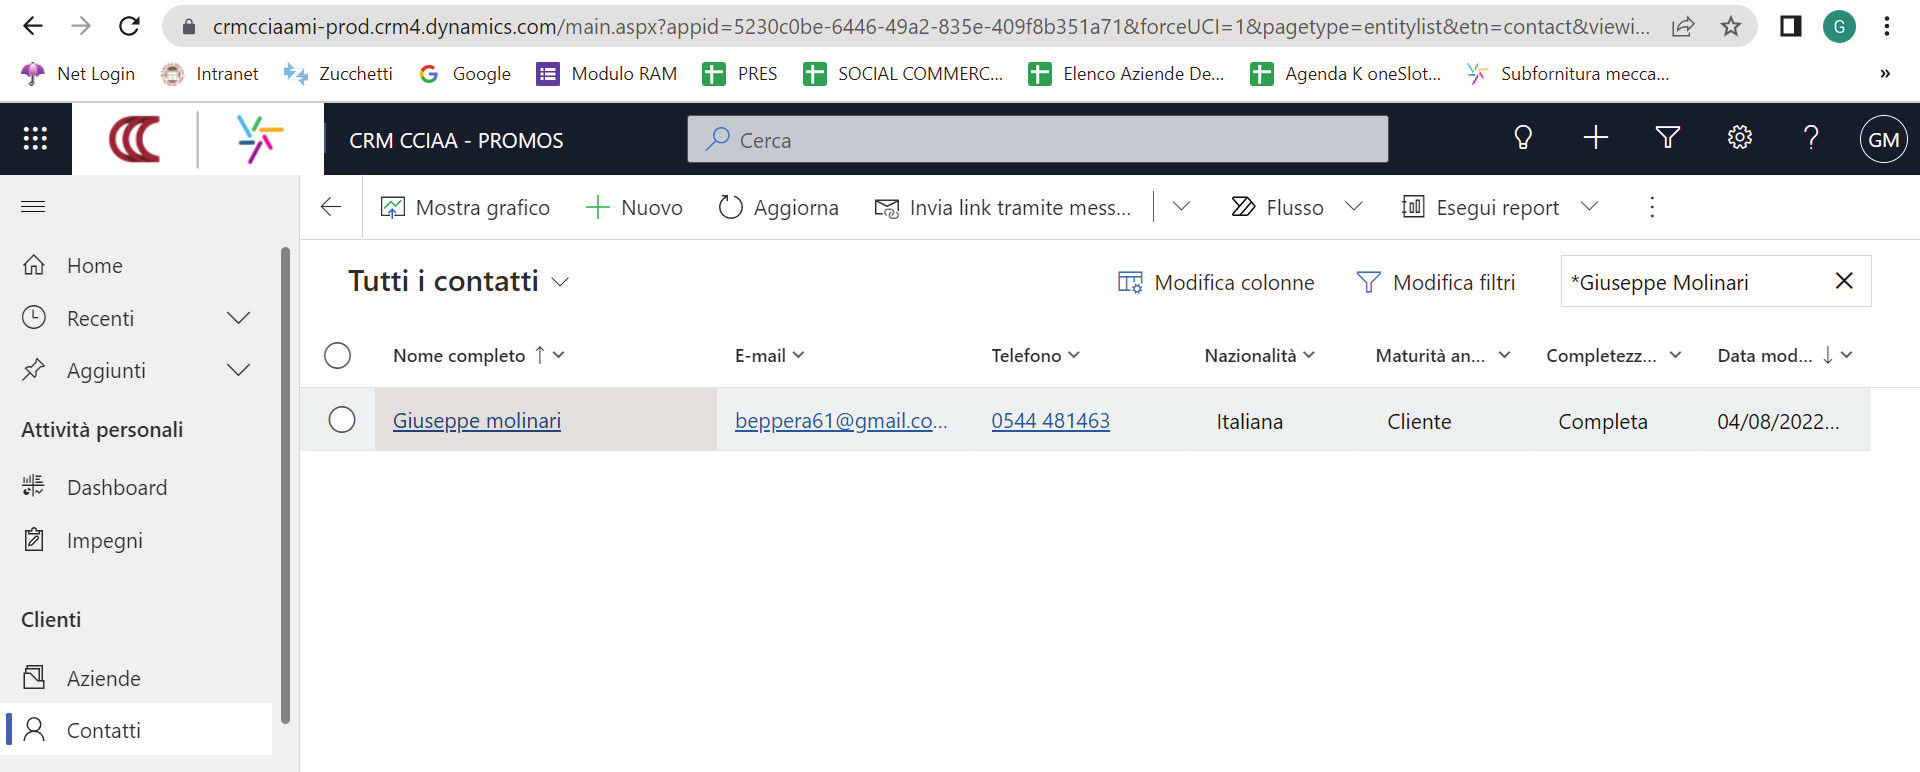 crmcciaami-prod.crm4.dynamics.com/main.aspx?appid=5230c0be-6446-49a2-835e-409f8b351a71&forceUCI=1&pagetype=entitylist&etn=contact&viewi...
G
Net Login Intranet Zucchetti Google Modulo RAM PRES SOCIAL COMMERC... Elenco Aziende De... Agenda K oneSlot... Subfornitura mecca... »
CRM CCIAA - PROMOS
Cerca
GM
Mostra grafico Nuovo Aggiorna Invia link tramite mess... Flusso Esegui report
Home
Recenti
Aggiunti
Attività personali
Dashboard
Impegni
Clienti
Aziende
Contatti
Tutti i contatti Modifica colonne Modifica filtri *Giuseppe Molinari
Nome completo E-mail Telefono Nazionalità Maturità an... Completezz... Data mod...
Giuseppe molinari beppera61@gmail.co... 0544 481463 Italiana Cliente Completa 04/08/2022...